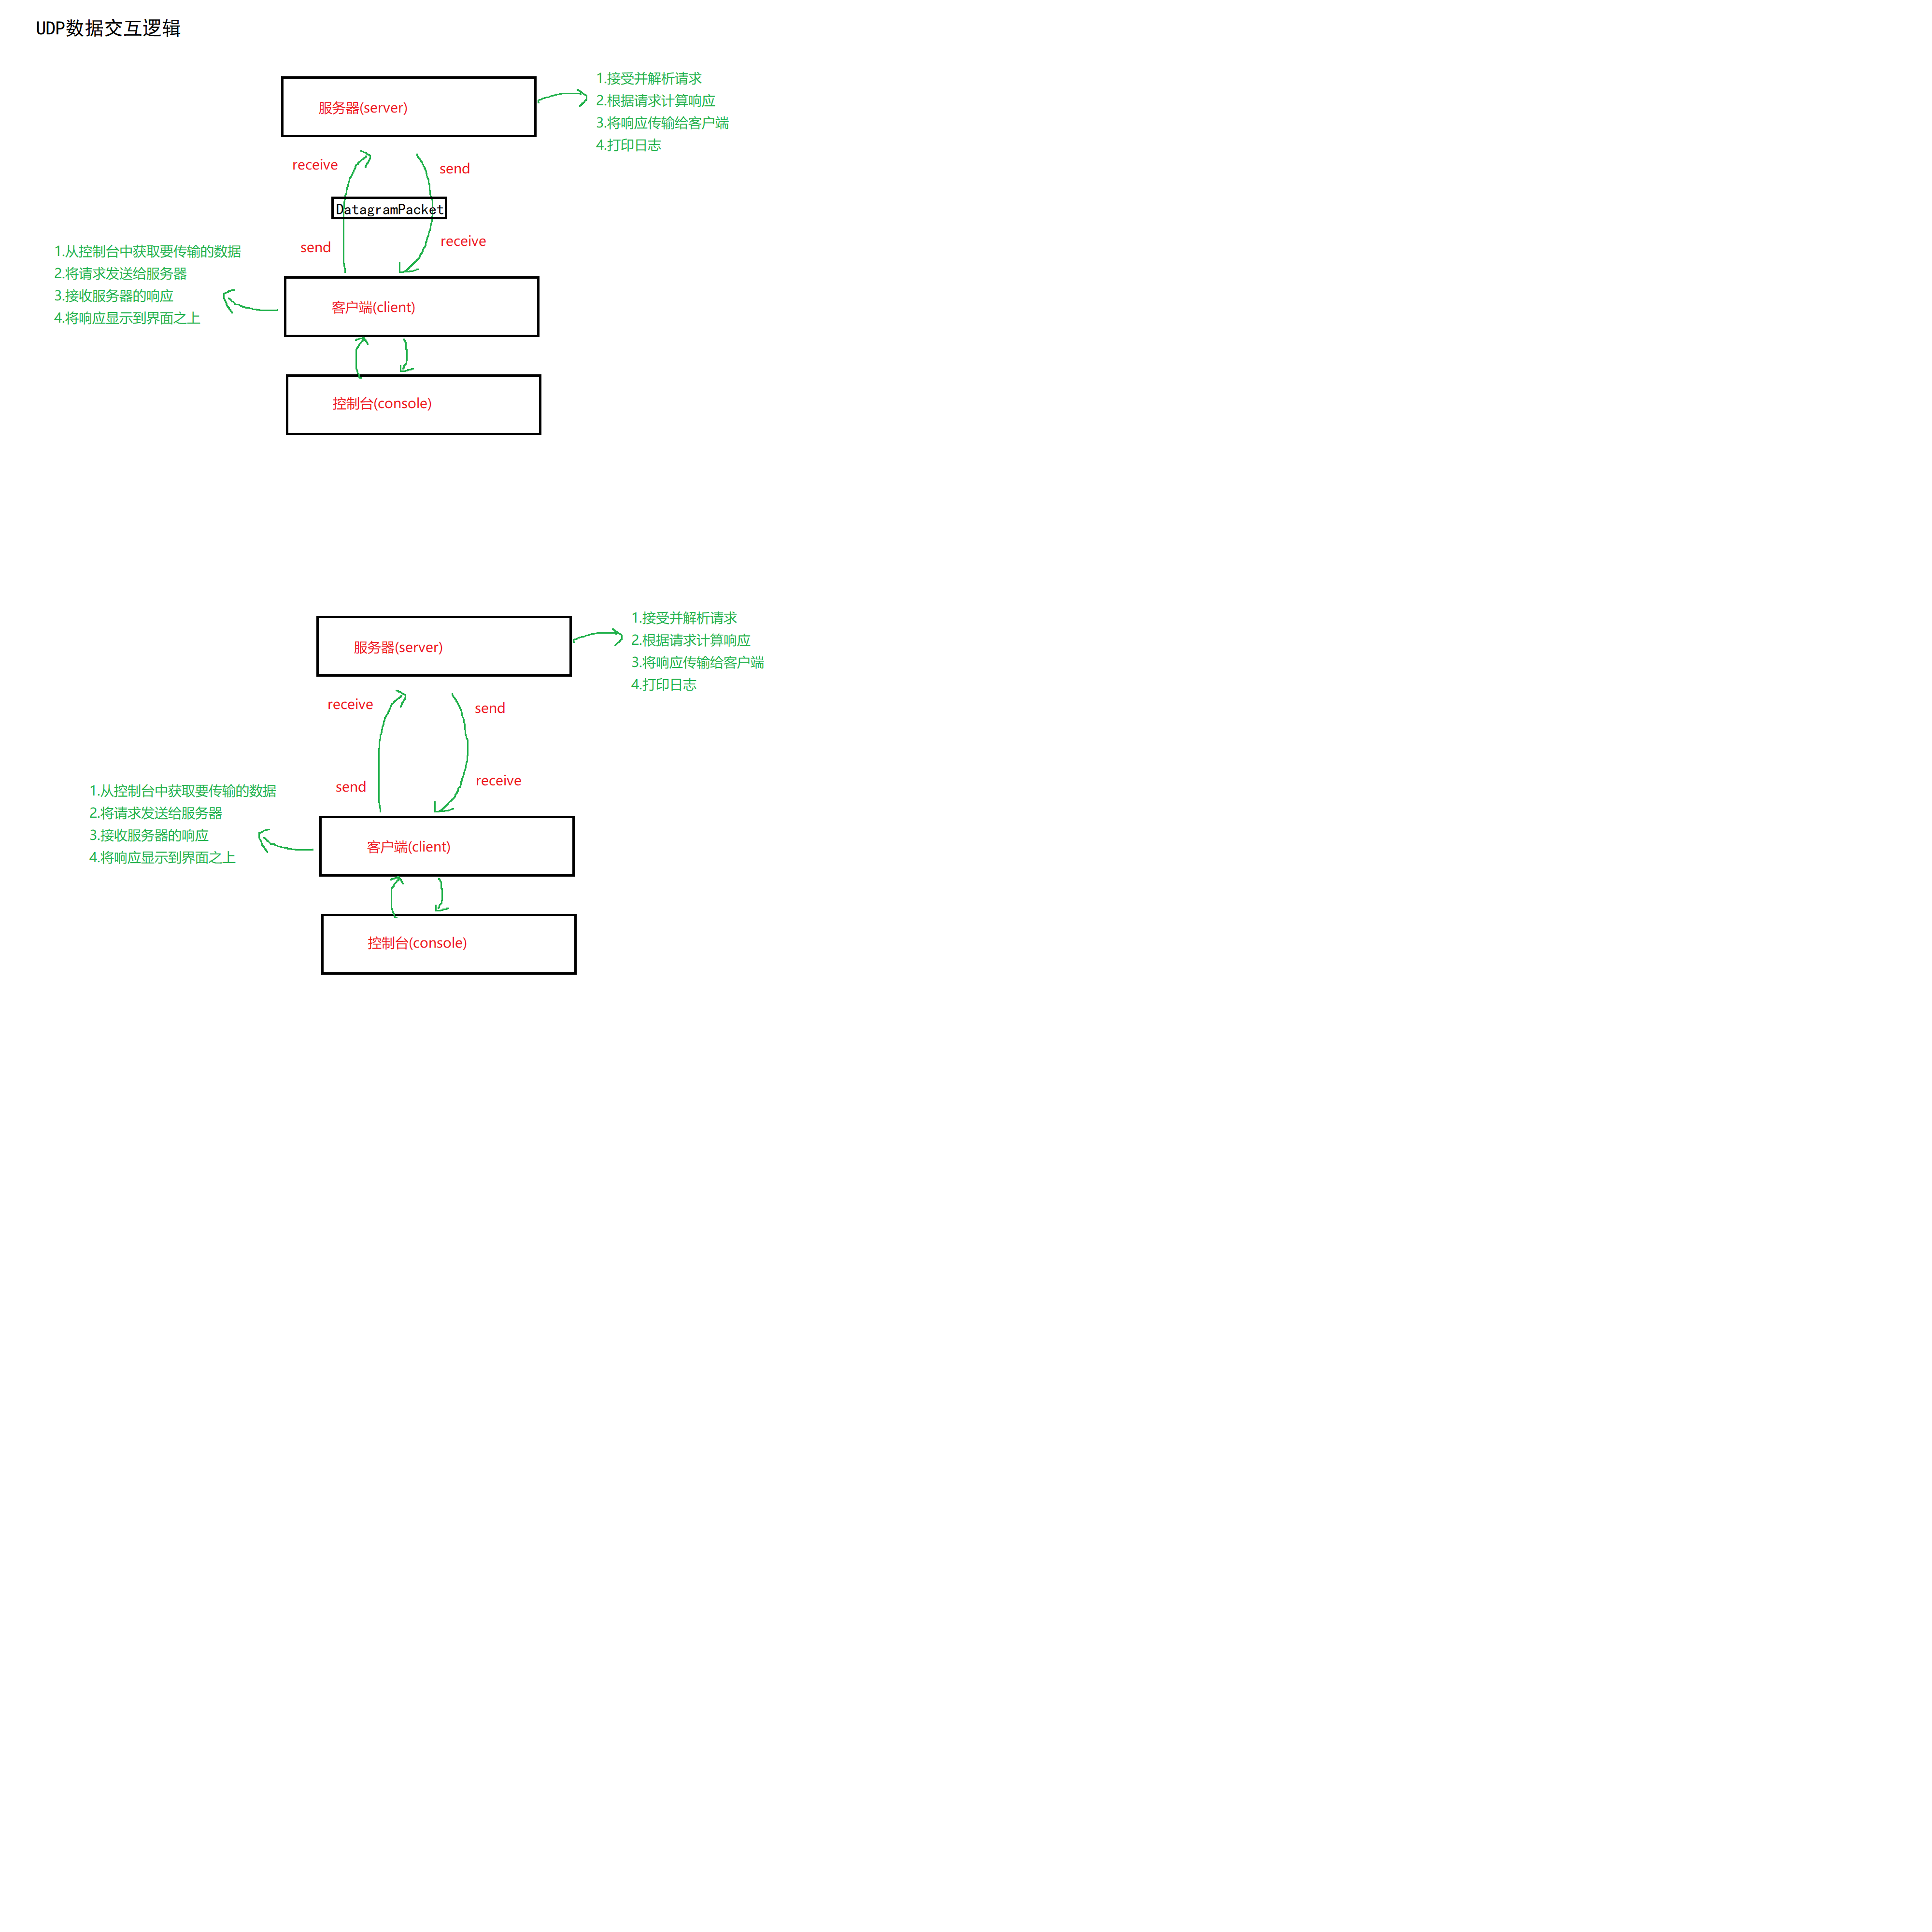 UDP数据交互逻辑
服务器(server)
1.接受并解析请求
2.根据请求计算响应
3.将响应传输给客户端
4.打印日志
receive
send
DatagramPacket
send
receive
1.从控制台中获取要传输的数据
2.将请求发送给服务器
3.接收服务器的响应
4.将响应显示到界面之上
客户端(client)
控制台(console)
服务器(server)
1.接受并解析请求
2.根据请求计算响应
3.将响应传输给客户端
4.打印日志
receive
send
send
receive
1.从控制台中获取要传输的数据
2.将请求发送给服务器
3.接收服务器的响应
4.将响应显示到界面之上
客户端(client)
控制台(console)